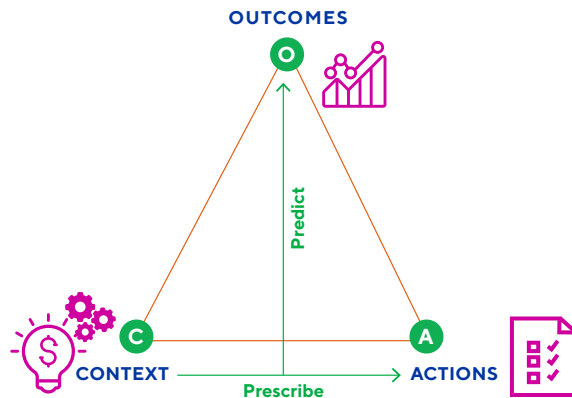 OUTCOMES
O
Predict
C
A
$
CONTEXT
ACTIONS
Prescribe